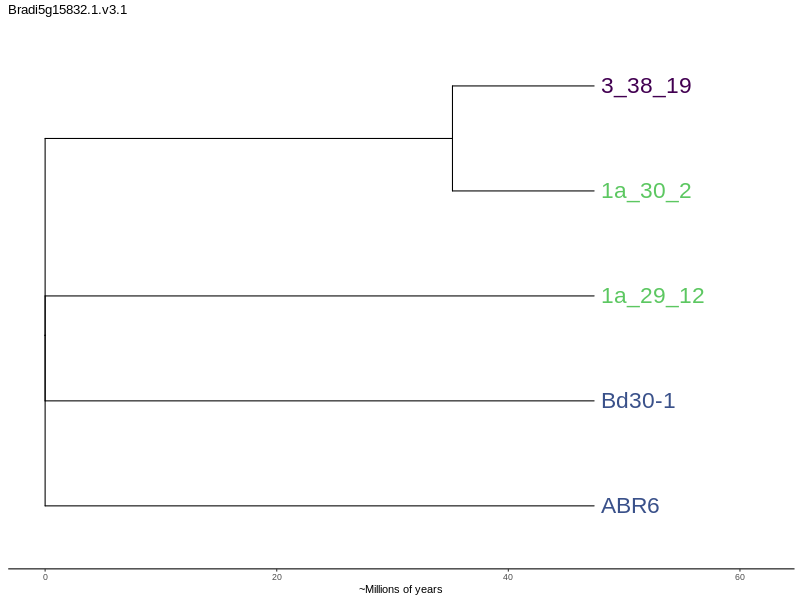 Bradi5g15832.1.v3.1
3_38_19
1a_30_2
1a_29_12
Bd30-1
ABR6
0 20 40 60
~Millions of years